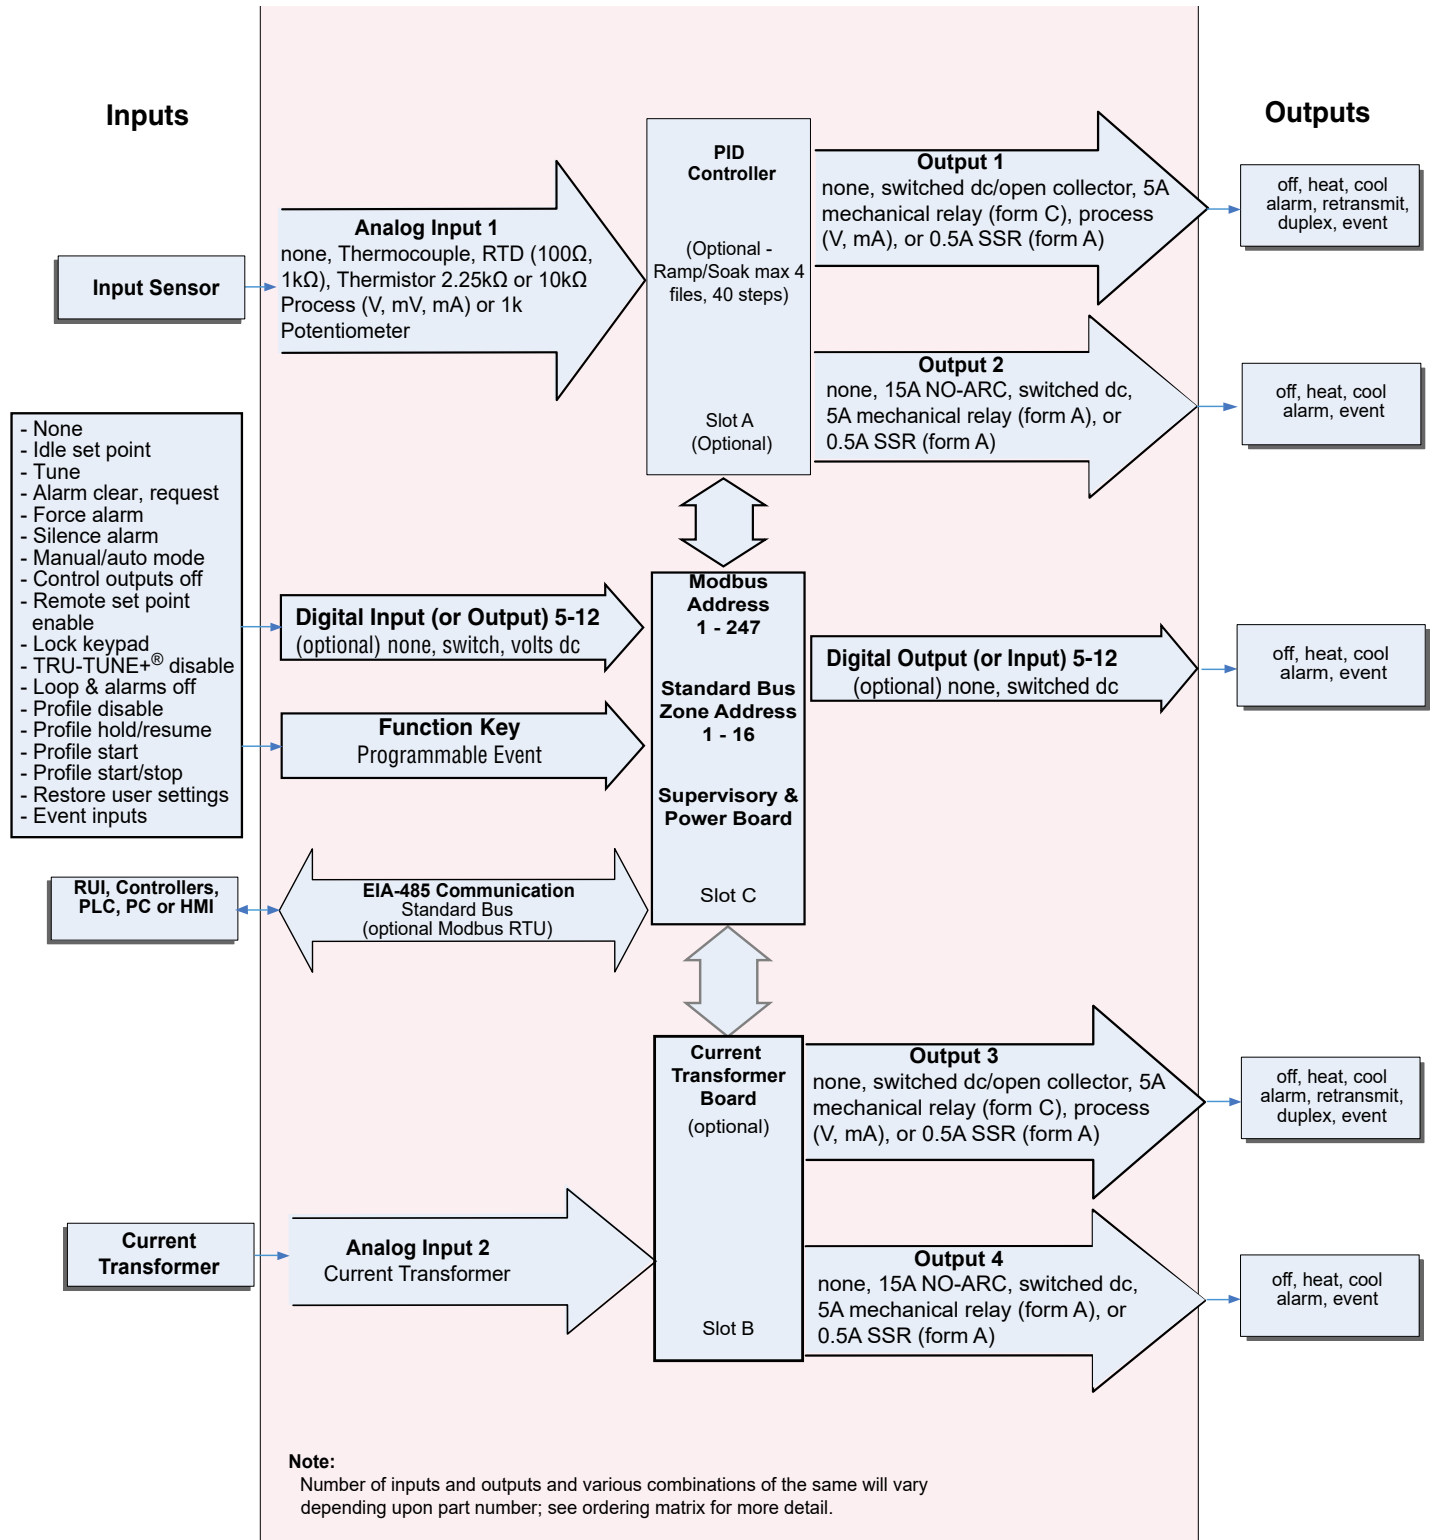 Inputs
Outputs
Input Sensor
Analog Input 1
none, Thermocouple, RTD (100Ω,
1kΩ), Thermistor 2.25kΩ or 10kΩ
Process (V, mV, mA) or 1k
Potentiometer
PID
Controller
(Optional -
Ramp/Soak max 4
files, 40 steps)
Slot A
(Optional)
Output 1
none, switched dc/open collector, 5A
mechanical relay (form C), process
(V, mA), or 0.5A SSR (form A)
off, heat, cool
alarm, retransmit,
duplex, event
Output 2
none, 15A NO-ARC, switched dc,
5A mechanical relay (form A), or
0.5A SSR (form A)
off, heat, cool
alarm, event
- None
- Idle set point
- Tune
- Alarm clear, request
- Force alarm
- Silence alarm
- Manual/auto mode
- Control outputs off
- Remote set point
enable
- Lock keypad
- TRU-TUNE+® disable
- Loop & alarms off
- Profile disable
- Profile hold/resume
- Profile start
- Profile start/stop
- Restore user settings
- Event inputs
Digital Input (or Output) 5-12
(optional) none, switch, volts dc
Function Key
Programmable Event
Modbus
Address
1 - 247
Standard Bus
Zone Address
1 - 16
Supervisory &
Power Board
Slot C
Digital Output (or Input) 5-12
(optional) none, switched dc
off, heat, cool
alarm, event
RUI, Controllers,
PLC, PC or HMI
EIA-485 Communication
Standard Bus
(optional Modbus RTU)
Current
Transformer
Board
(optional)
Slot B
Output 3
none, switched dc/open collector, 5A
mechanical relay (form C), process
(V, mA), or 0.5A SSR (form A)
off, heat, cool
alarm, retransmit,
duplex, event
Current
Transformer
Analog Input 2
Current Transformer
Output 4
none, 15A NO-ARC, switched dc,
5A mechanical relay (form A), or
0.5A SSR (form A)
off, heat, cool
alarm, event
Note:
Number of inputs and outputs and various combinations of the same will vary
depending upon part number; see ordering matrix for more detail.